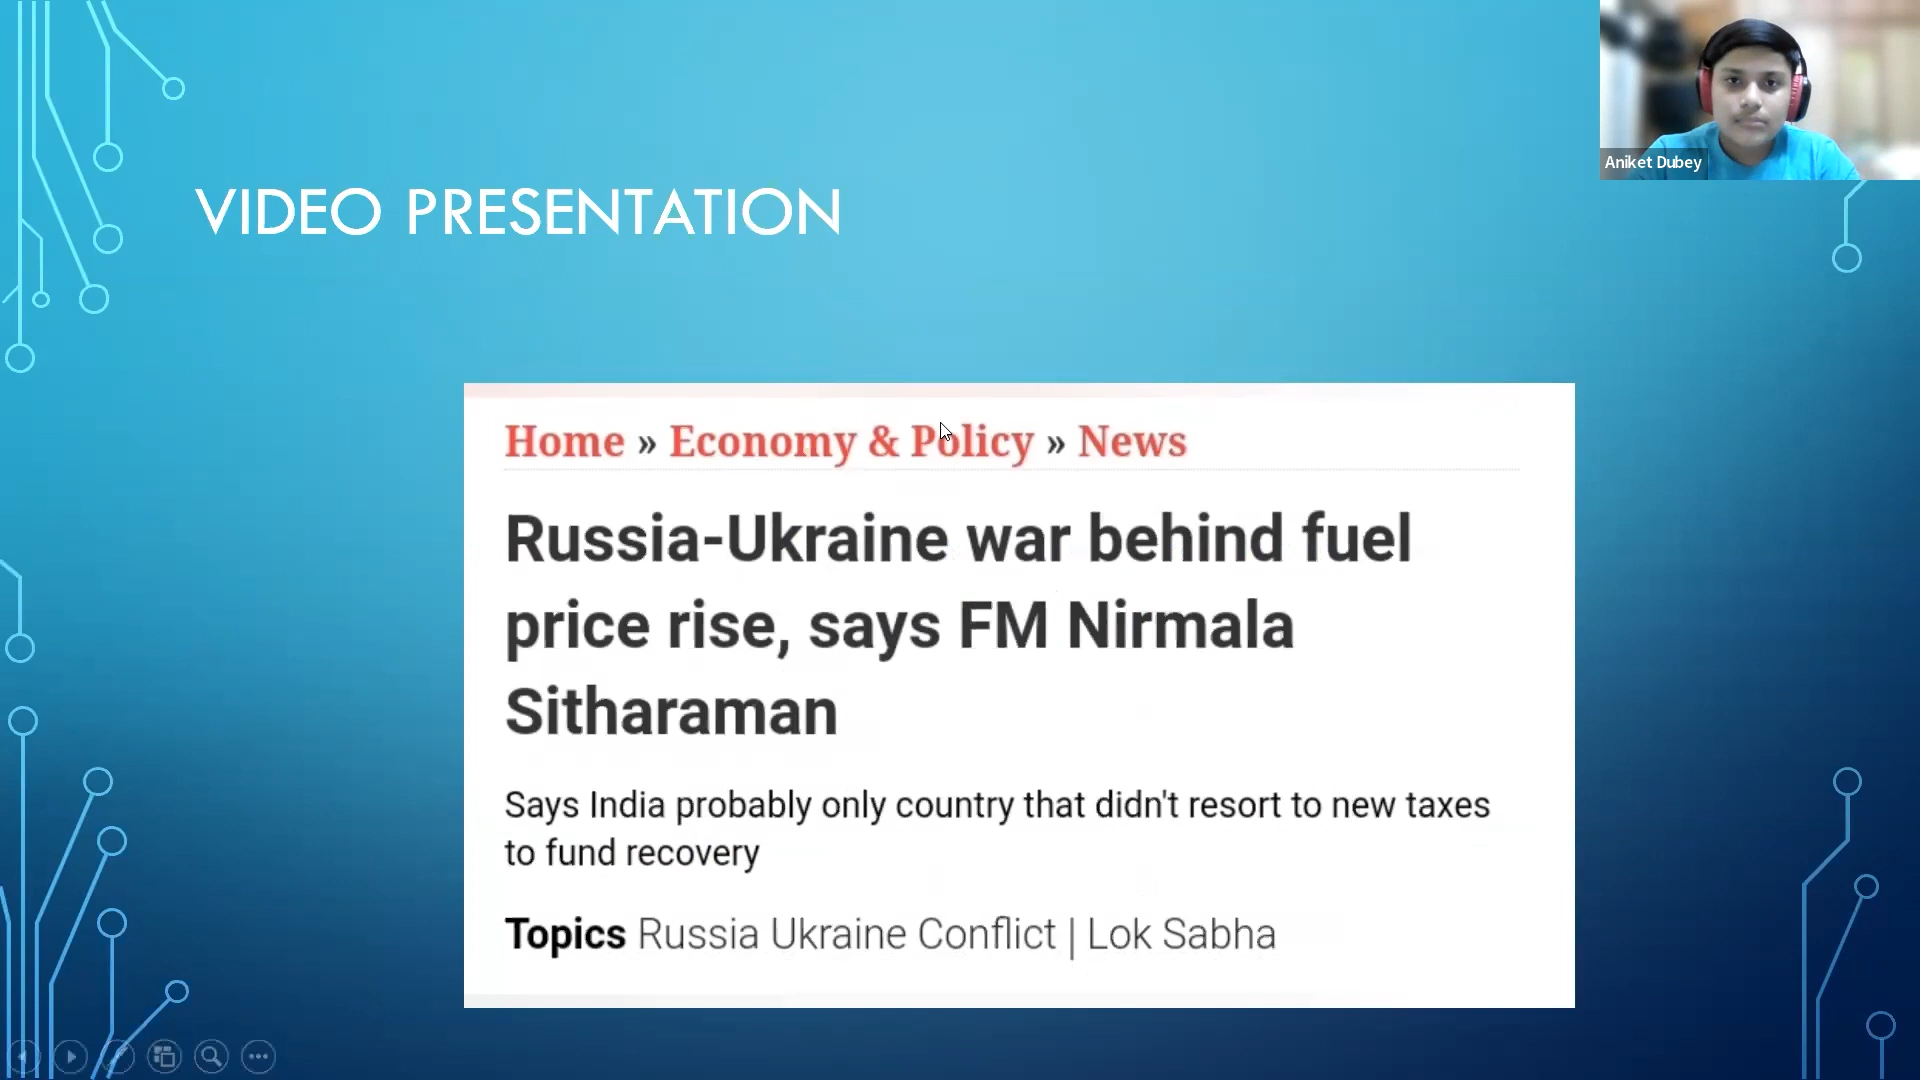 Aniket Dubey
VIDEO PRESENTATION
Home » Economy & Policy » News
Russia-Ukraine war behind fuel
price rise, says FM Nirmala
Sitharaman
Says India probably only country that didn't resort to new taxes
to fund recovery
Topics Russia Ukraine Conflict | Lok Sabha